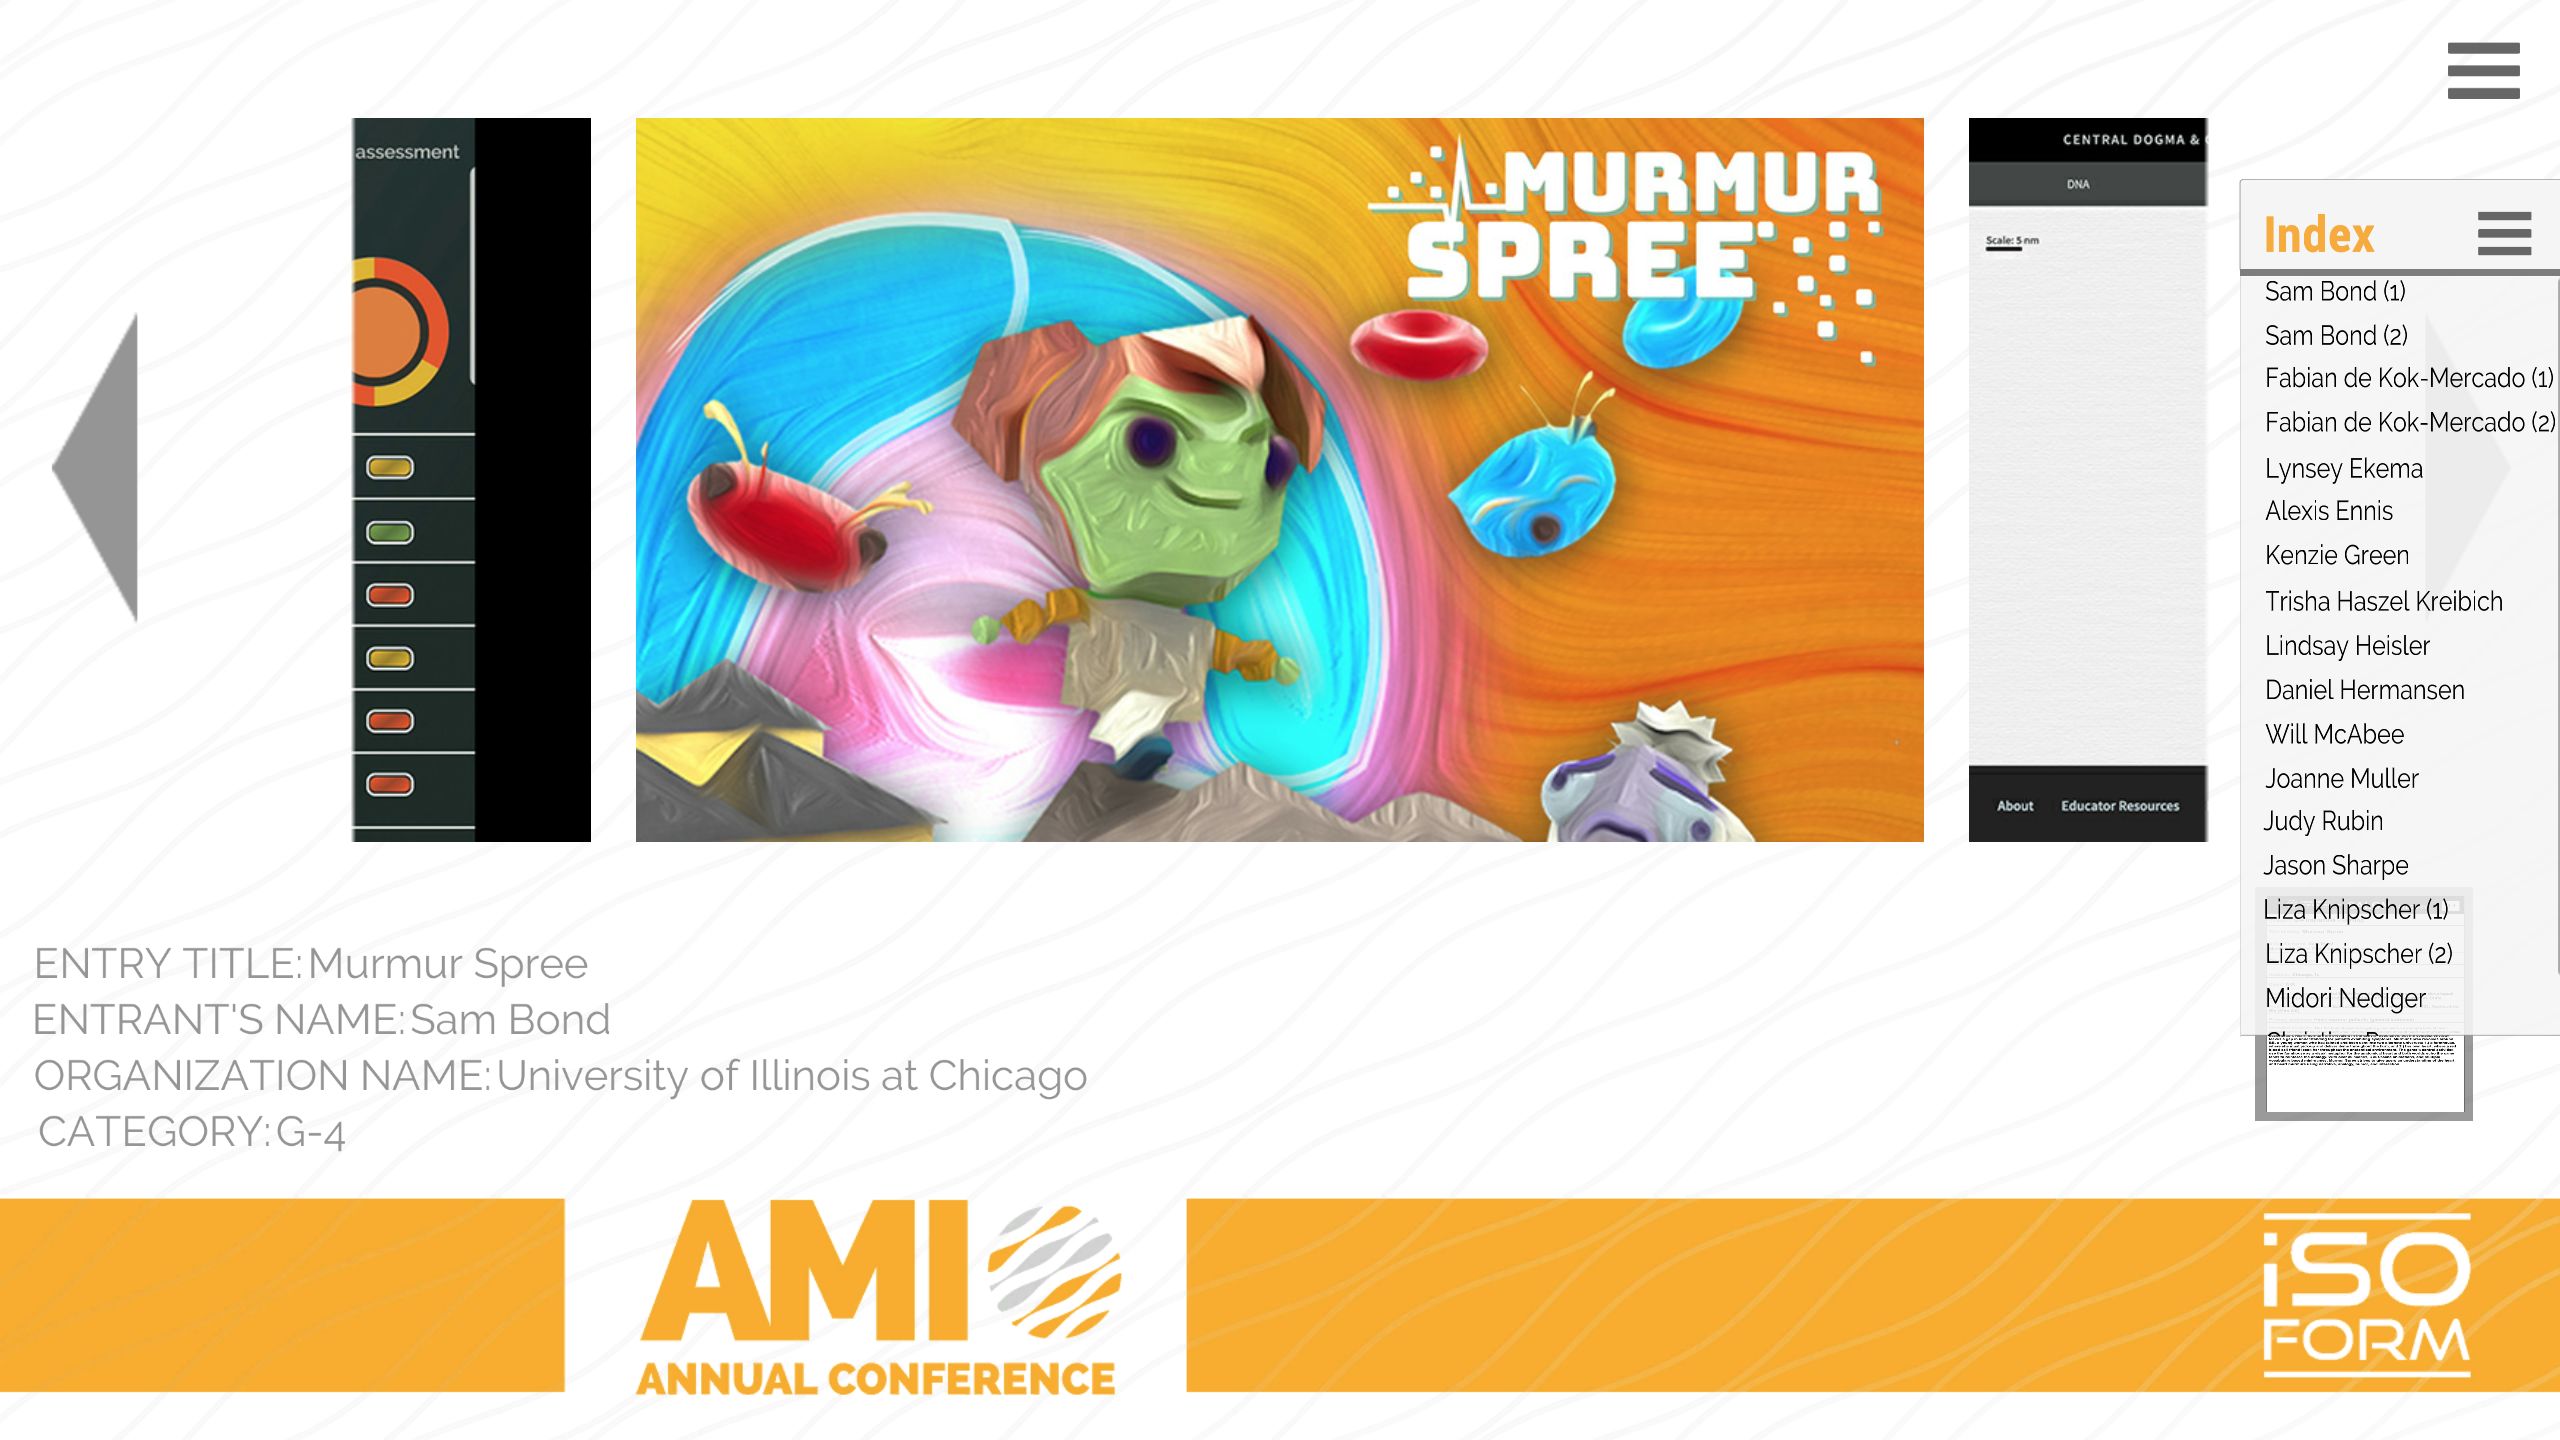 assessment
MURMUR
SPREE
CENTRAL DOGMA &
DNA
Scale: 5 nm
About Educator Resources
Index
Sam Bond (1)
Sam Bond (2)
Fabian de Kok-Mercado (1)
Fabian de Kok-Mercado (2)
Lynsey Ekema
Alexis Ennis
Kenzie Green
Trisha Haszel Kreibich
Lindsay Heisler
Daniel Hermansen
Will McAbee
Joanne Muller
Judy Rubin
Jason Sharpe
Liza Knipscher (1)
Liza Knipscher (2)
Midori Nediger
ENTRY TITLE: Murmur Spree
ENTRANT'S NAME: Sam Bond
ORGANIZATION NAME: University of Illinois at Chicago
CATEGORY: G-4
AMI
ANNUAL CONFERENCE
iSO
FORM